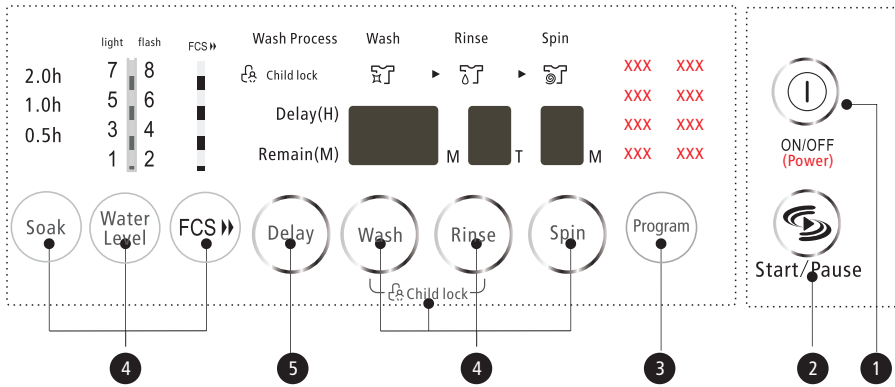 light flash FCS
Wash Process Wash Rinse Spin
2.0h 7 8 Child lock XXX XXX
1.0h 5 6 Delay(H) XXX XXX
0.5h 3 4 XXX XXX
1 2 Remain(M) M T M XXX XXX
ON/OFF
(Power)
Soak Water Level FCS Delay Wash Rinse Spin Program
Start/Pause
Child lock
4 5 4 3 2 1